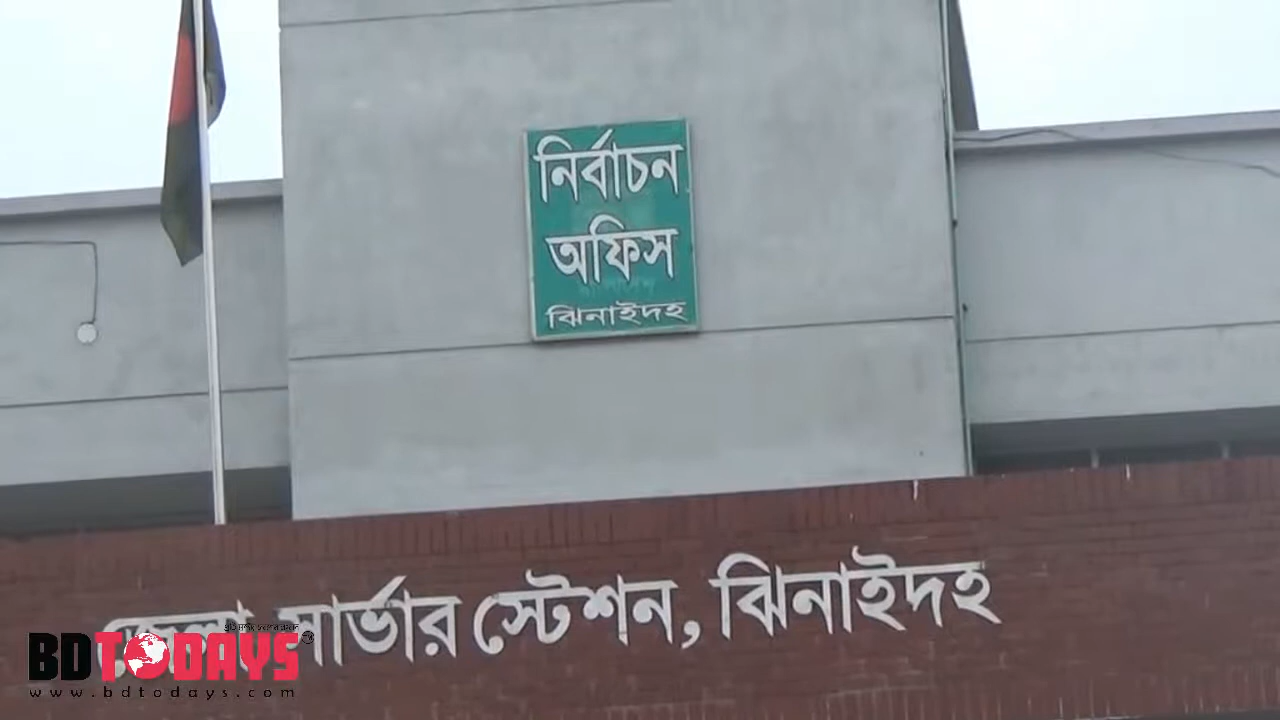 নির্বাচন
অফিস
ঝিনাইদহ
জেলা সার্ভার স্টেশন, ঝিনাইদহ
BDTODAYS
www.bdtodays.com